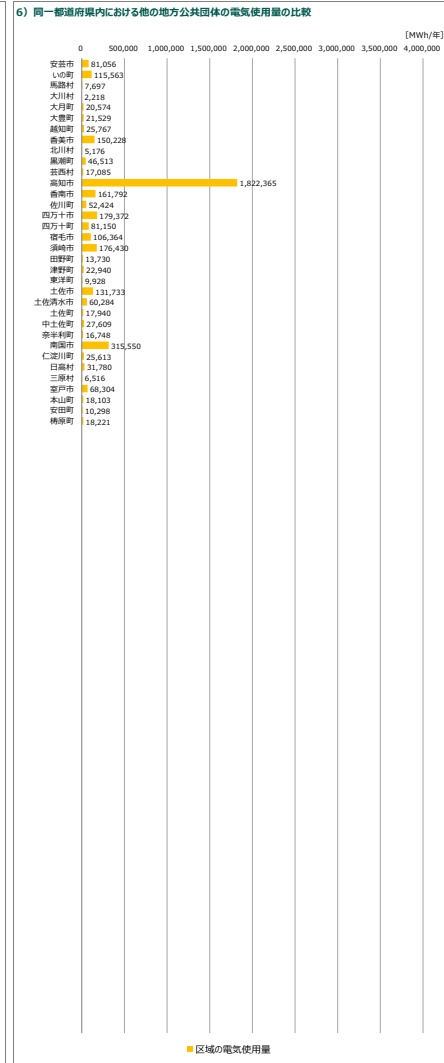 6）同一都道府県内における他の地方公共団体の電気使用量の比較
[MWh/年]
0 500,000 1,000,000 1,500,000 2,000,000 2,500,000 3,000,000 3,500,000 4,000,000
安芸市 81,056
いの町 115,563
馬路村 7,697
大川村 2,218
大月町 20,574
大豊町 21,529
越知町 25,767
香美市 150,228
北川村 5,176
黒潮町 46,513
芸西村 17,085
高知市 1,822,365
香南市 161,792
佐川町 52,424
四万十市 179,372
四万十町 81,150
宿毛市 106,364
須崎市 176,430
田野町 13,730
津野町 22,940
東洋町 9,928
土佐市 131,733
土佐清水市 60,284
土佐町 17,940
中土佐町 27,609
奈半利町 16,748
南国市 315,550
仁淀川町 25,613
日高村 31,780
三原村 6,516
室戸市 68,304
本山町 18,103
安田町 10,298
梼原町 18,221
区域の電気使用量